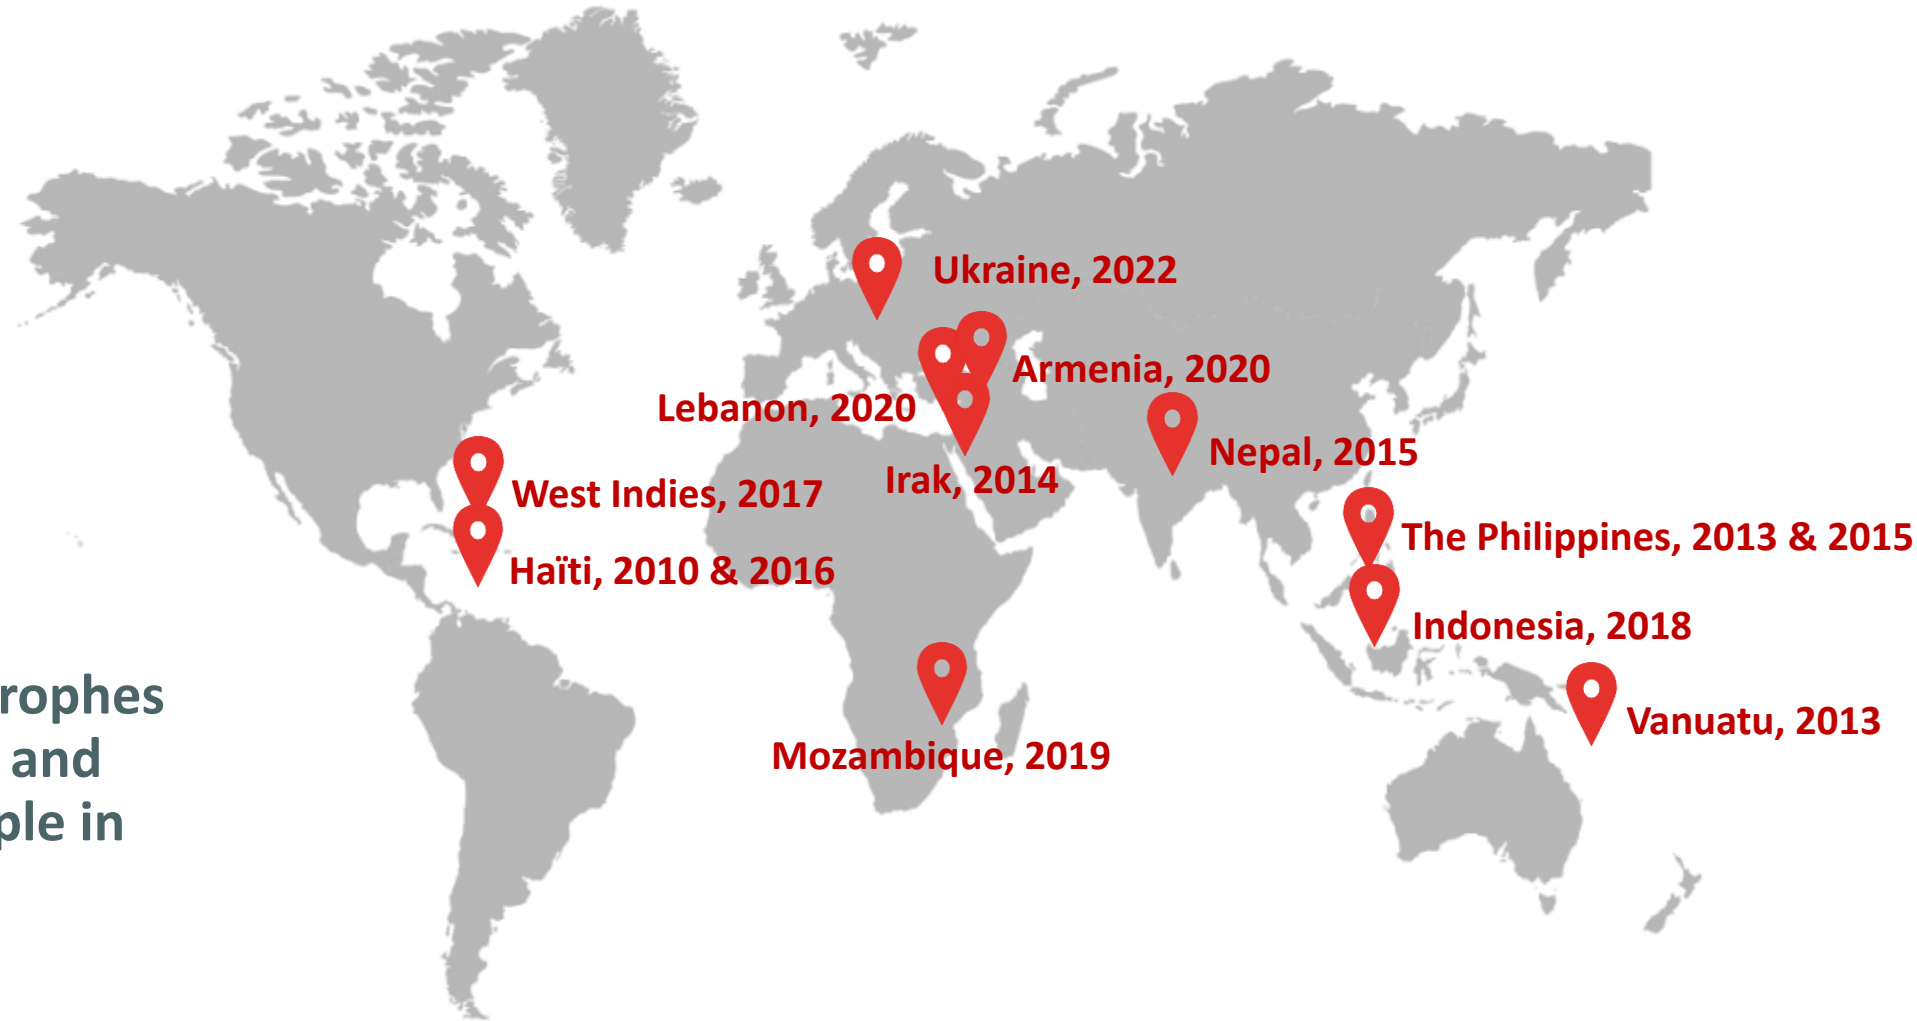 Ukraine, 2022
Armenia, 2020
Lebanon, 2020
Nepal, 2015
Irak, 2014
West Indies, 2017
The Philippines, 2013 & 2015
Haïti, 2010 & 2016
Indonesia, 2018
Vanuatu, 2013
Mozambique, 2019
rophes
and
ple in